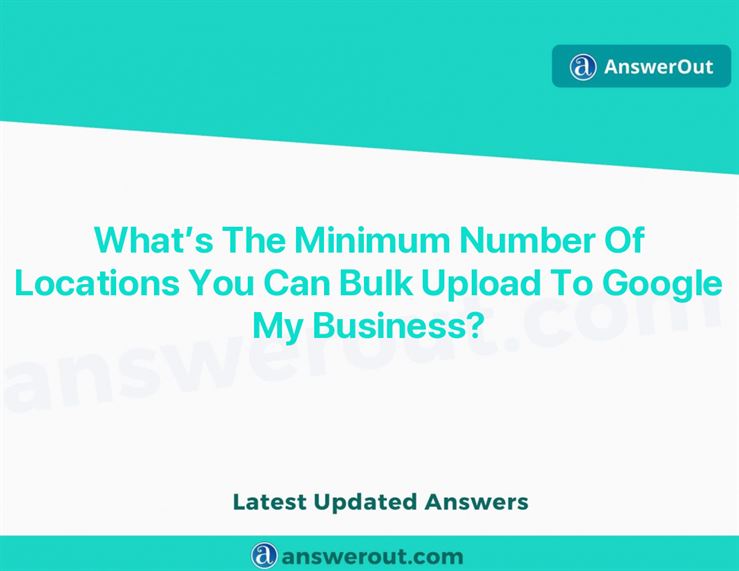 AnswerOut
What's The Minimum Number Of
Locations You Can Bulk Upload To Google
My Business?
answerout.com
Latest Updated Answers
answerout.com